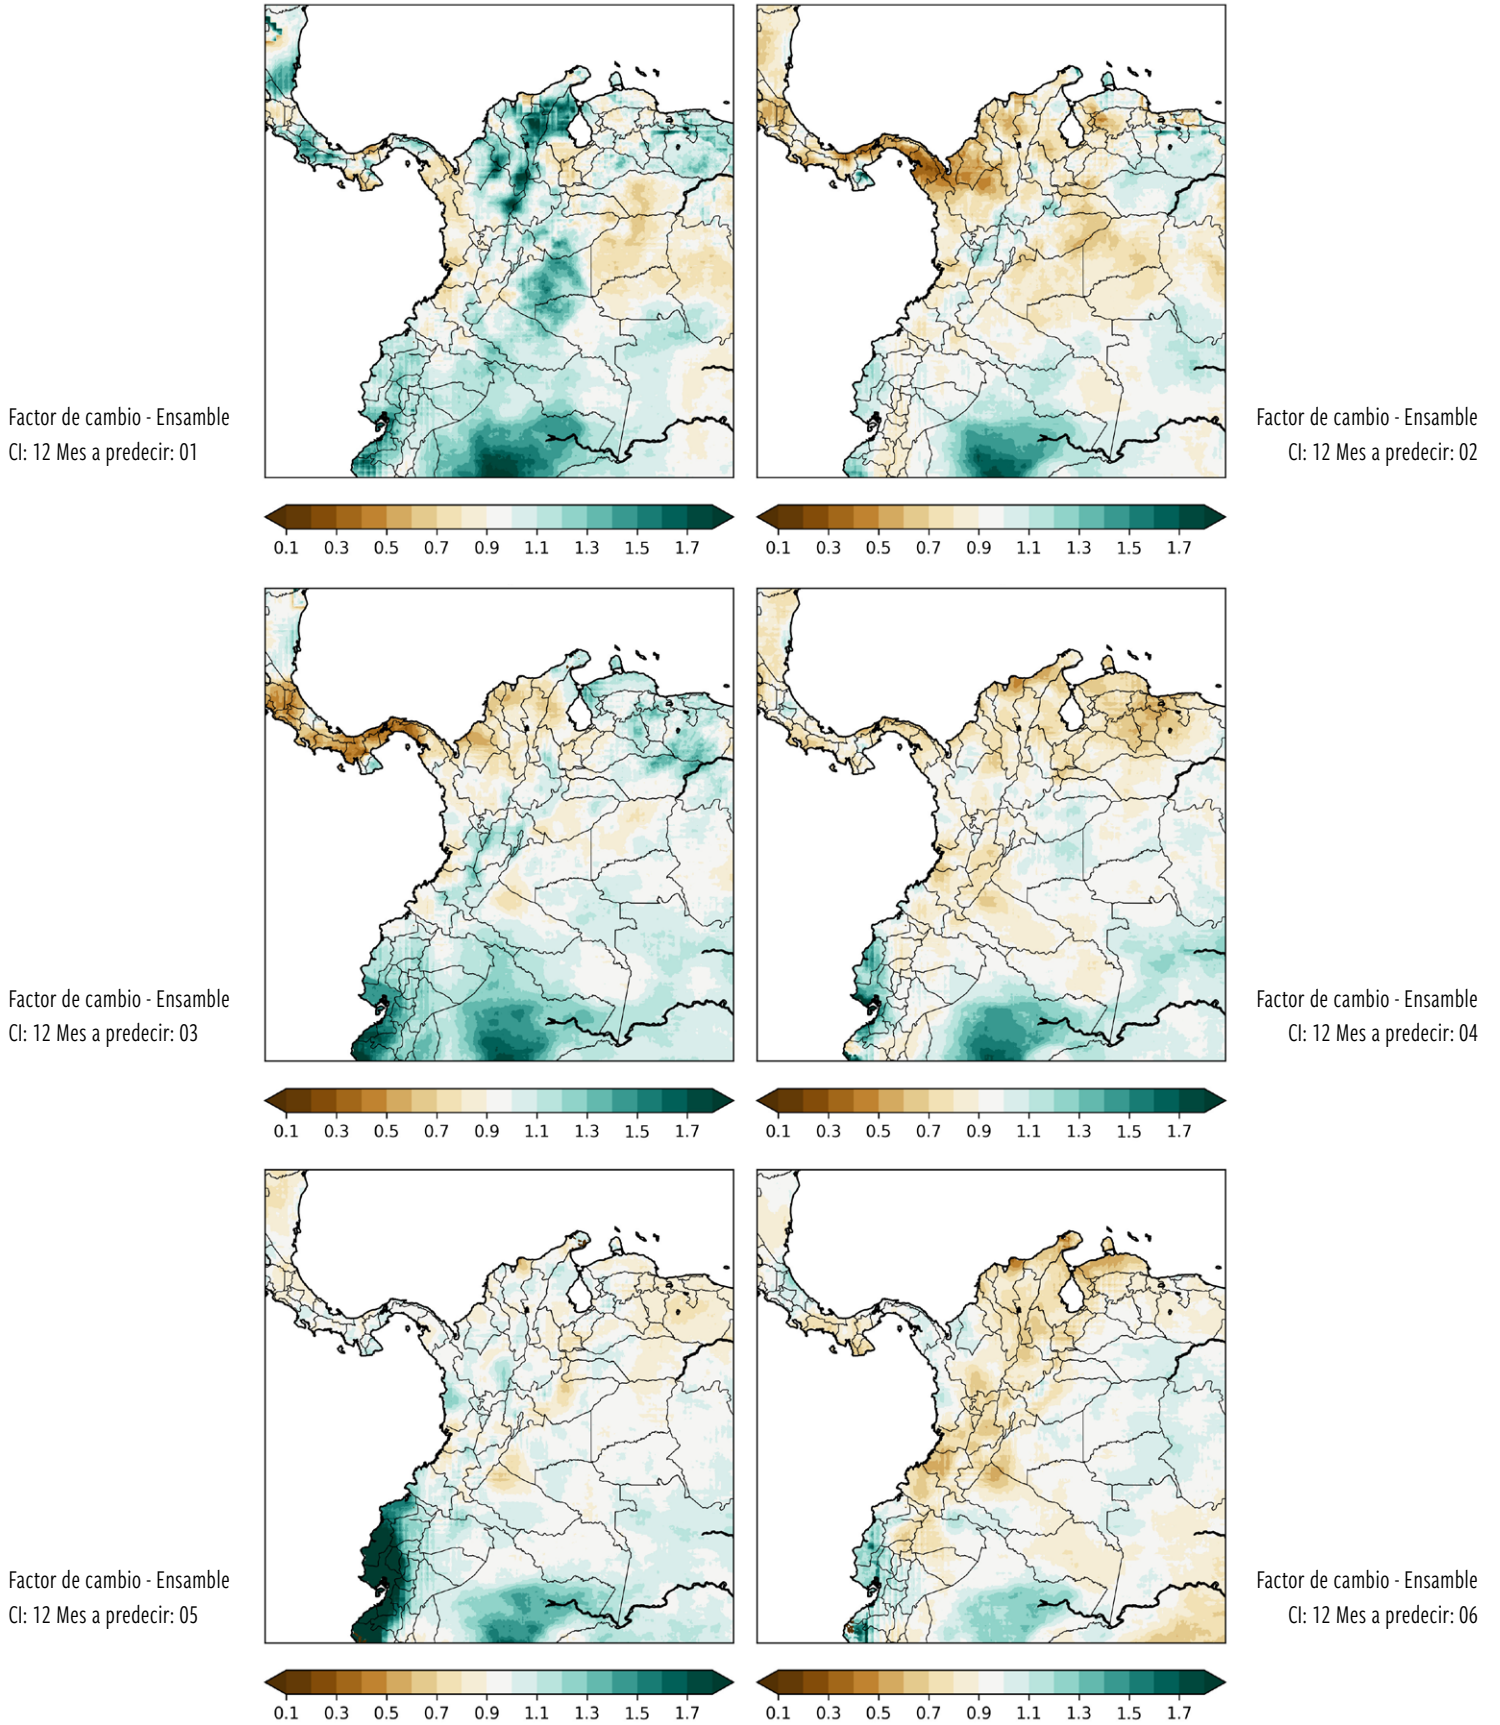 Factor de cambio - Ensamble
CI: 12 Mes a predecir: 01
0.1 0.3 0.5 0.7 0.9 1.1 1.3 1.5 1.7
Factor de cambio - Ensamble
CI: 12 Mes a predecir: 02
0.1 0.3 0.5 0.7 0.9 1.1 1.3 1.5 1.7
Factor de cambio - Ensamble
CI: 12 Mes a predecir: 03
0.1 0.3 0.5 0.7 0.9 1.1 1.3 1.5 1.7
Factor de cambio - Ensamble
CI: 12 Mes a predecir: 04
0.1 0.3 0.5 0.7 0.9 1.1 1.3 1.5 1.7
Factor de cambio - Ensamble
CI: 12 Mes a predecir: 05
0.1 0.3 0.5 0.7 0.9 1.1 1.3 1.5 1.7
Factor de cambio - Ensamble
CI: 12 Mes a predecir: 06
0.1 0.3 0.5 0.7 0.9 1.1 1.3 1.5 1.7